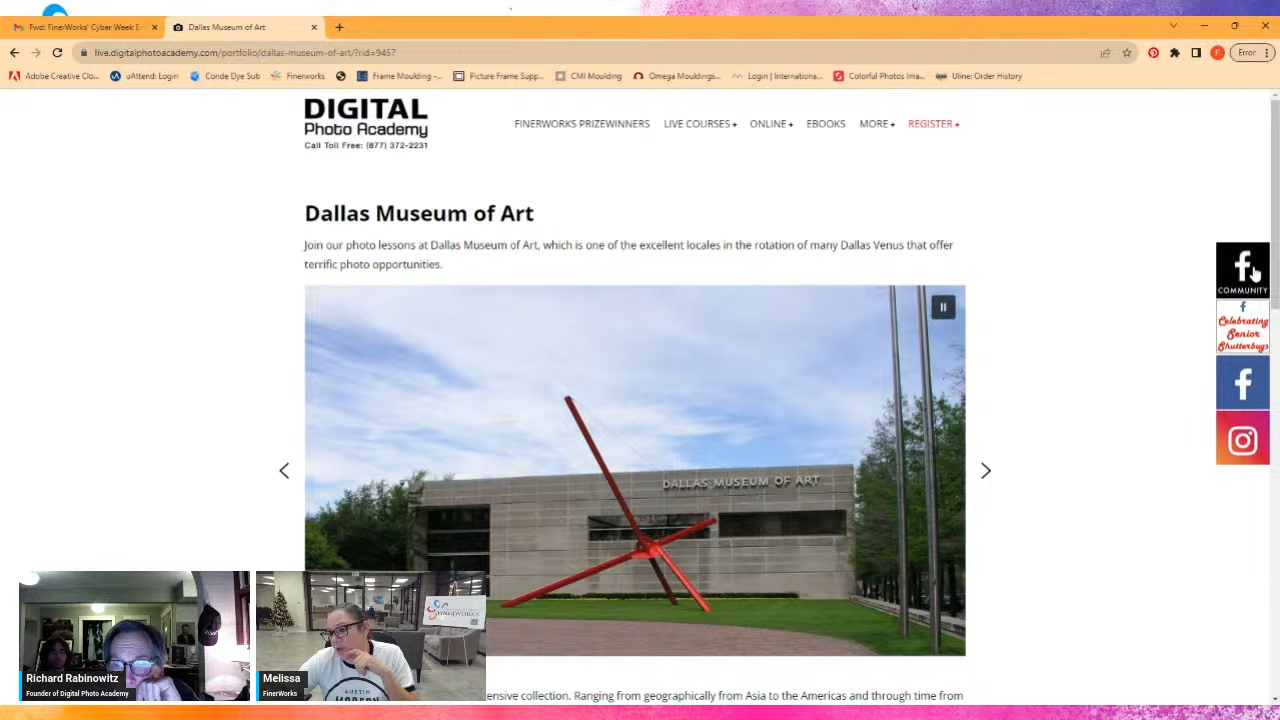 Fwd: FinerWorks' Cyber Week E
Dallas Museum of Art
live.digitalphotoacademy.com/portfolio/dallas-museum-of-art/?rid=9457
F
Error
Adobe Creative Clo...
uAttend: Login
Conde Dye Sub
Finerworks
Frame Moulding –...
Picture Frame Supp...
CMI Moulding
Omega Mouldings...
Login | Internationa...
Colorful Photos Ima...
Uline: Order History
DIGITAL
Photo Academy
Call Toll Free: (877) 372-2231
FINERWORKS PRIZEWINNERS
LIVE COURSES +
ONLINE +
EBOOKS
MORE +
REGISTER +
Dallas Museum of Art
Join our photo lessons at Dallas Museum of Art, which is one of the excellent locales in the rotation of many Dallas Venus that offer
terrific photo opportunities.
COMMUNITY
Celebrating
Senior
Shutterbugs
DALLAS MUSEUM OF ART
FINERWORKS
Richard Rabinowitz
Founder of Digital Photo Academy
Melissa
FinerWorks
AUSTIN
MODERN
ensive collection. Ranging from geographically from Asia to the Americas and through time from